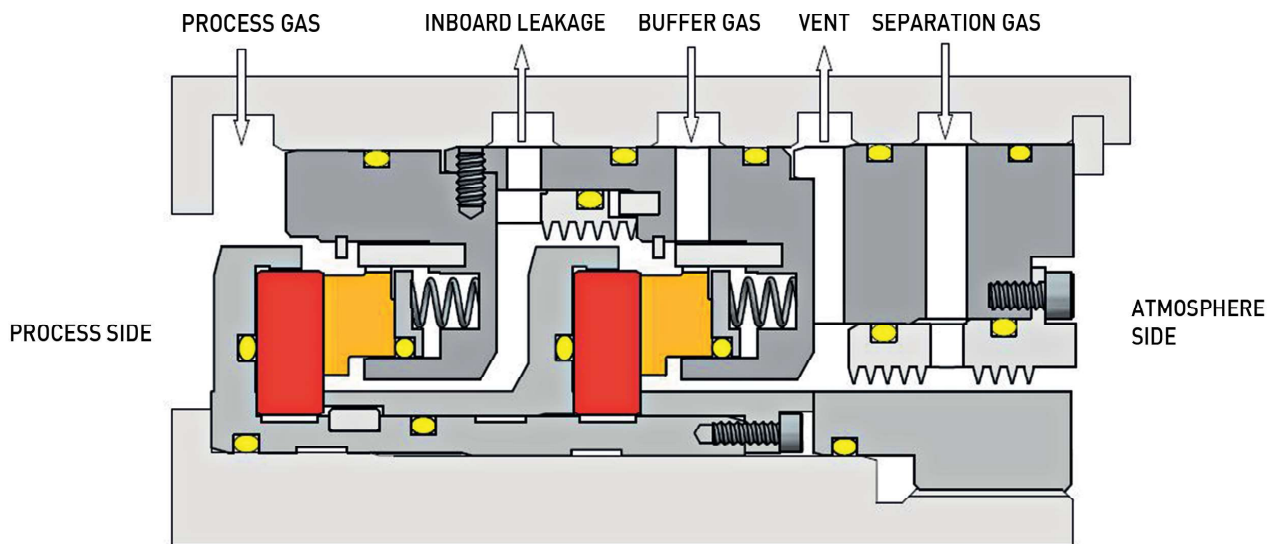 PROCESS GAS
INBOARD LEAKAGE
BUFFER GAS
VENT
SEPARATION GAS
PROCESS SIDE
ATMOSPHERE
SIDE